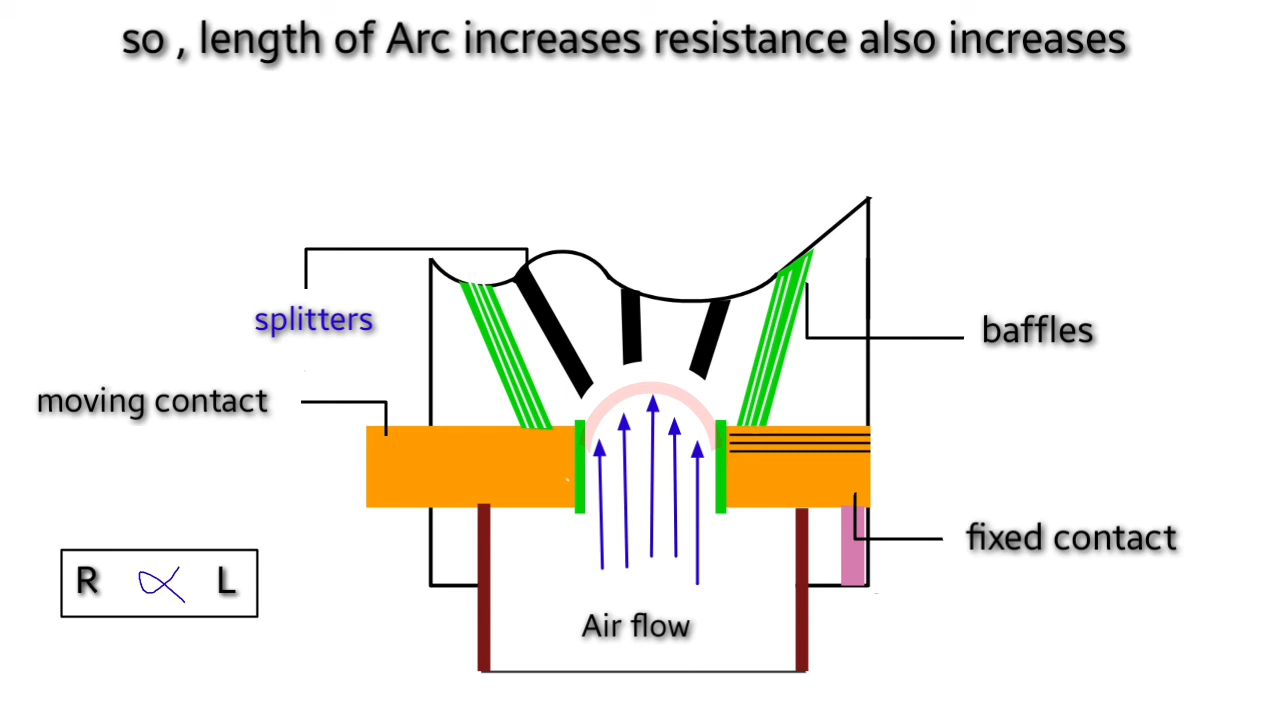 so , length of Arc increases resistance also increases
splitters
baffles
moving contact
fixed contact
R ∝ L
Air flow